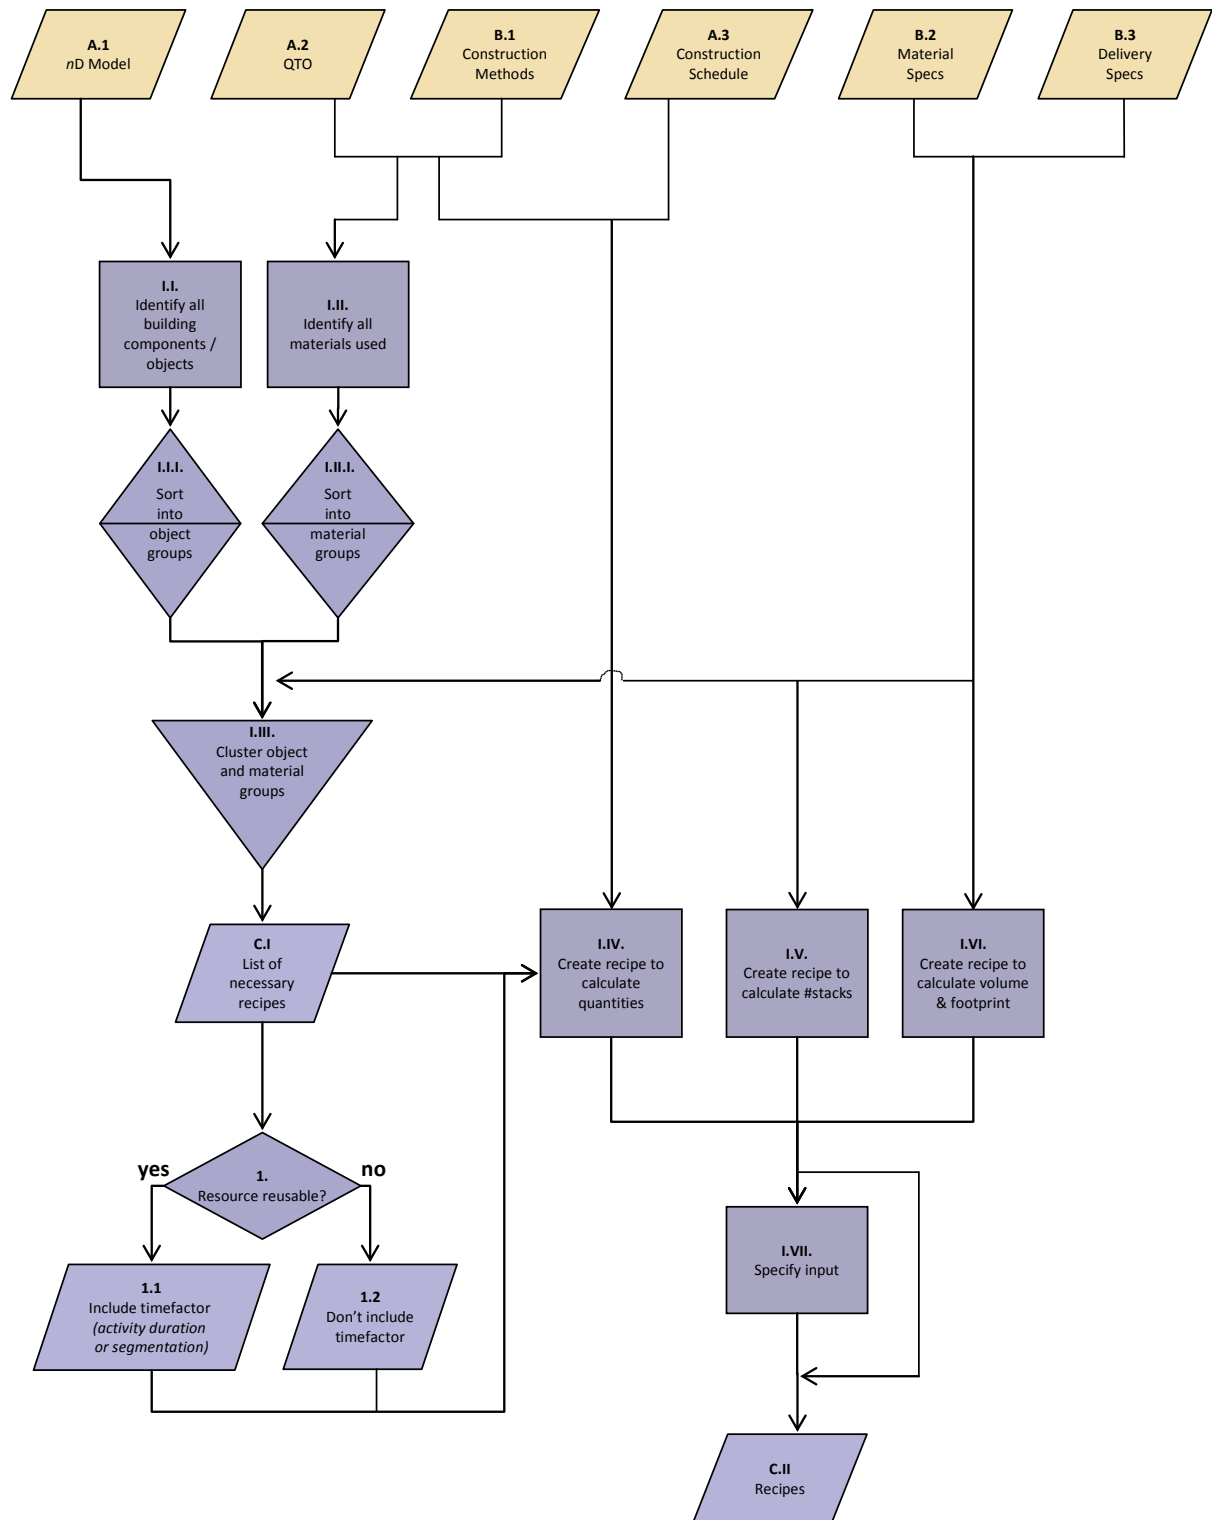 A.1
nD Model
A.2
QTO
B.1
Construction
Methods
A.3
Construction
Schedule
B.2
Material
Specs
B.3
Delivery
Specs
I.I.
Identify all
building
components /
objects
I.II.
Identify all
materials used
I.I.I.
Sort
into
object
groups
I.II.I.
Sort
into
material
groups
I.III.
Cluster object
and material
groups
C.I
List of
necessary
recipes
I.IV.
Create recipe to
calculate
quantities
I.V.
Create recipe to
calculate #stacks
I.VI.
Create recipe to
calculate volume
& footprint
yes
no
1.
Resource reusable?
1.1
Include timefactor
(activity duration
or segmentation)
1.2
Don't include
timefactor
I.VII.
Specify input
C.II
Recipes